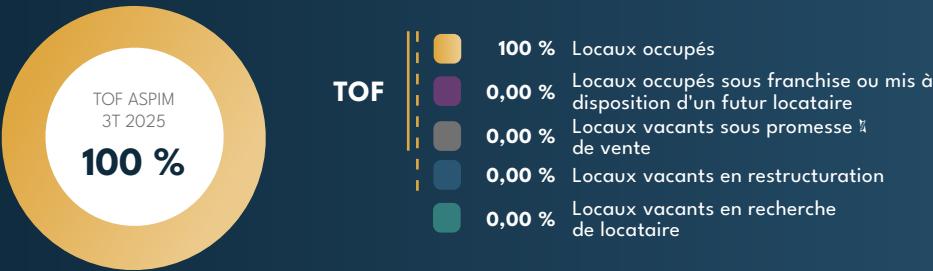 TOF ASPIM
3T 2025
100 %
TOF
100 % Locaux occupés
0,00 % Locaux occupés sous franchise ou mis à
disposition d'un futur locataire
0,00 % Locaux vacants sous promesse
de vente
0,00 % Locaux vacants en restructuration
0,00 % Locaux vacants en recherche
de locataire